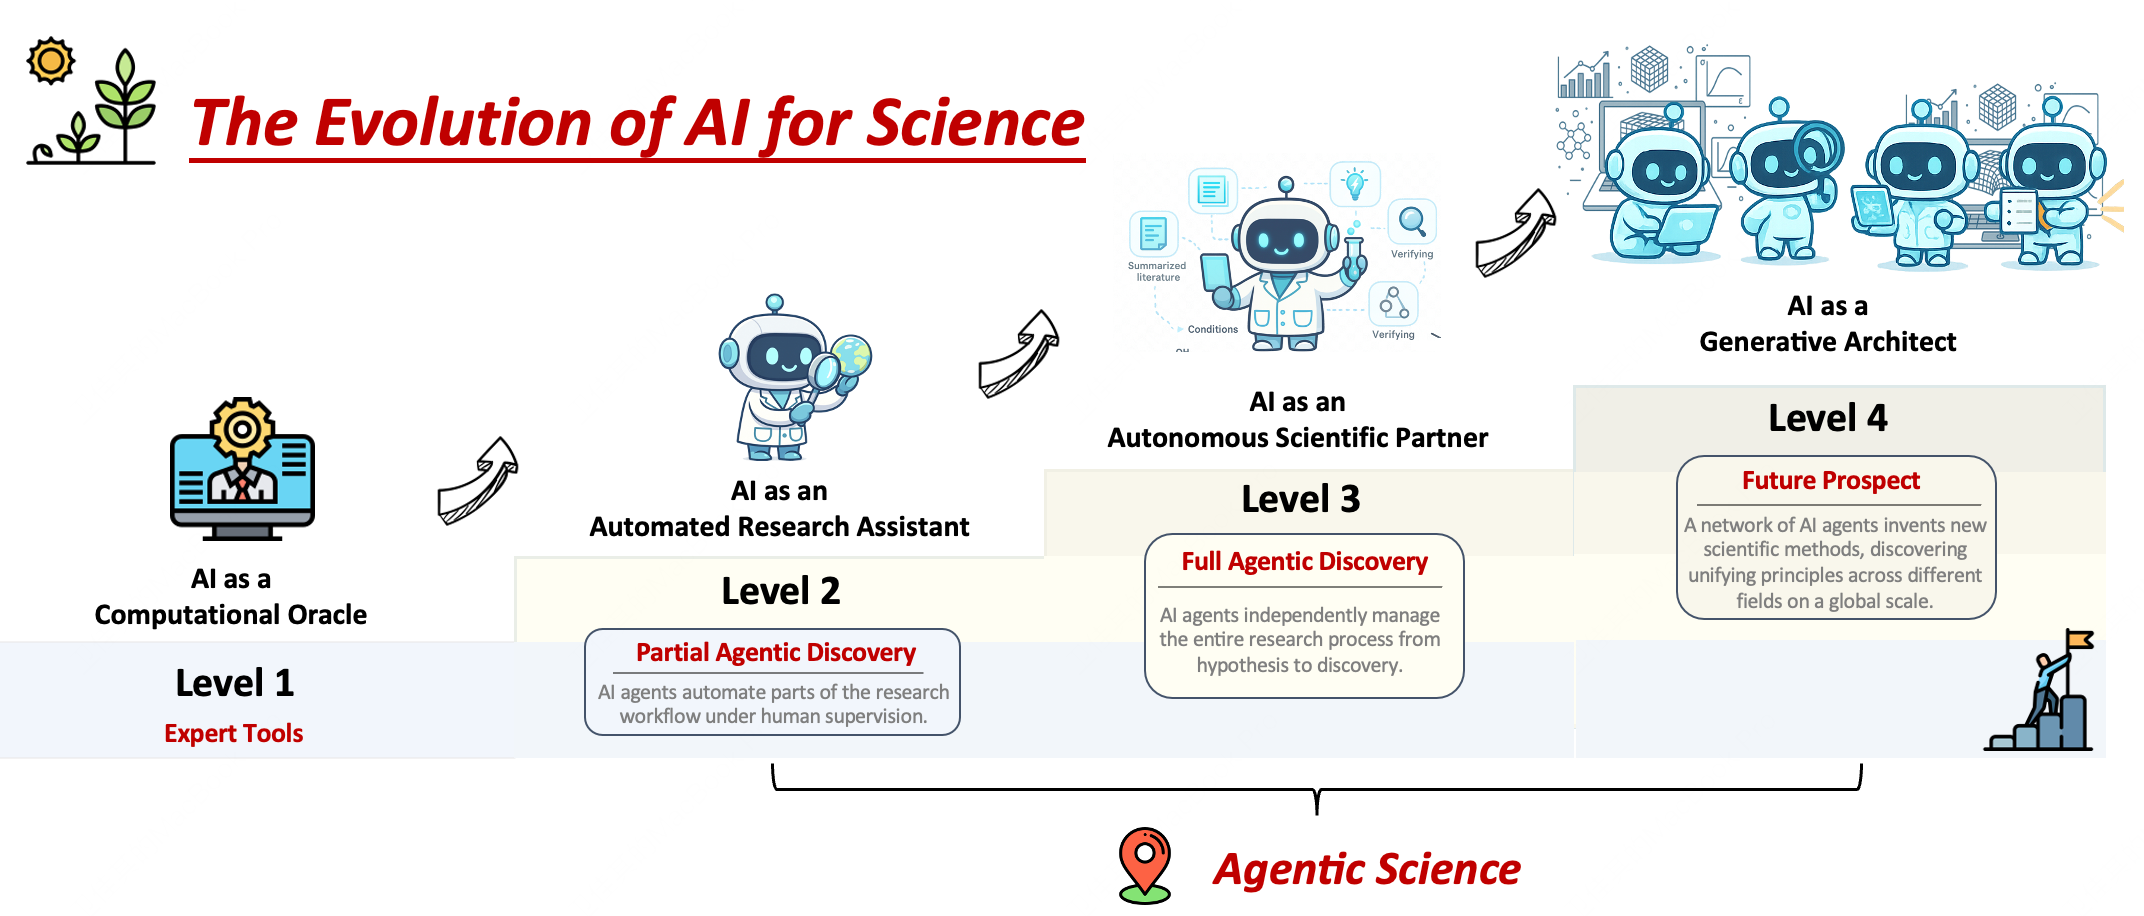 The Evolution of AI for Science
AI as a
Computational Oracle
Level 1
Expert Tools
AI as an
Automated Research Assistant
Level 2
Partial Agentic Discovery
AI agents automate parts of the research
workflow under human supervision.
Summarized
literature
Conditions
OH
Verifying
Verifying
AI as an
Autonomous Scientific Partner
Level 3
Full Agentic Discovery
AI agents independently manage
the entire research process from
hypothesis to discovery.
AI as a
Generative Architect
Level 4
Future Prospect
A network of AI agents invents new
scientific methods, discovering
unifying principles across different
fields on a global scale.
Agentic Science